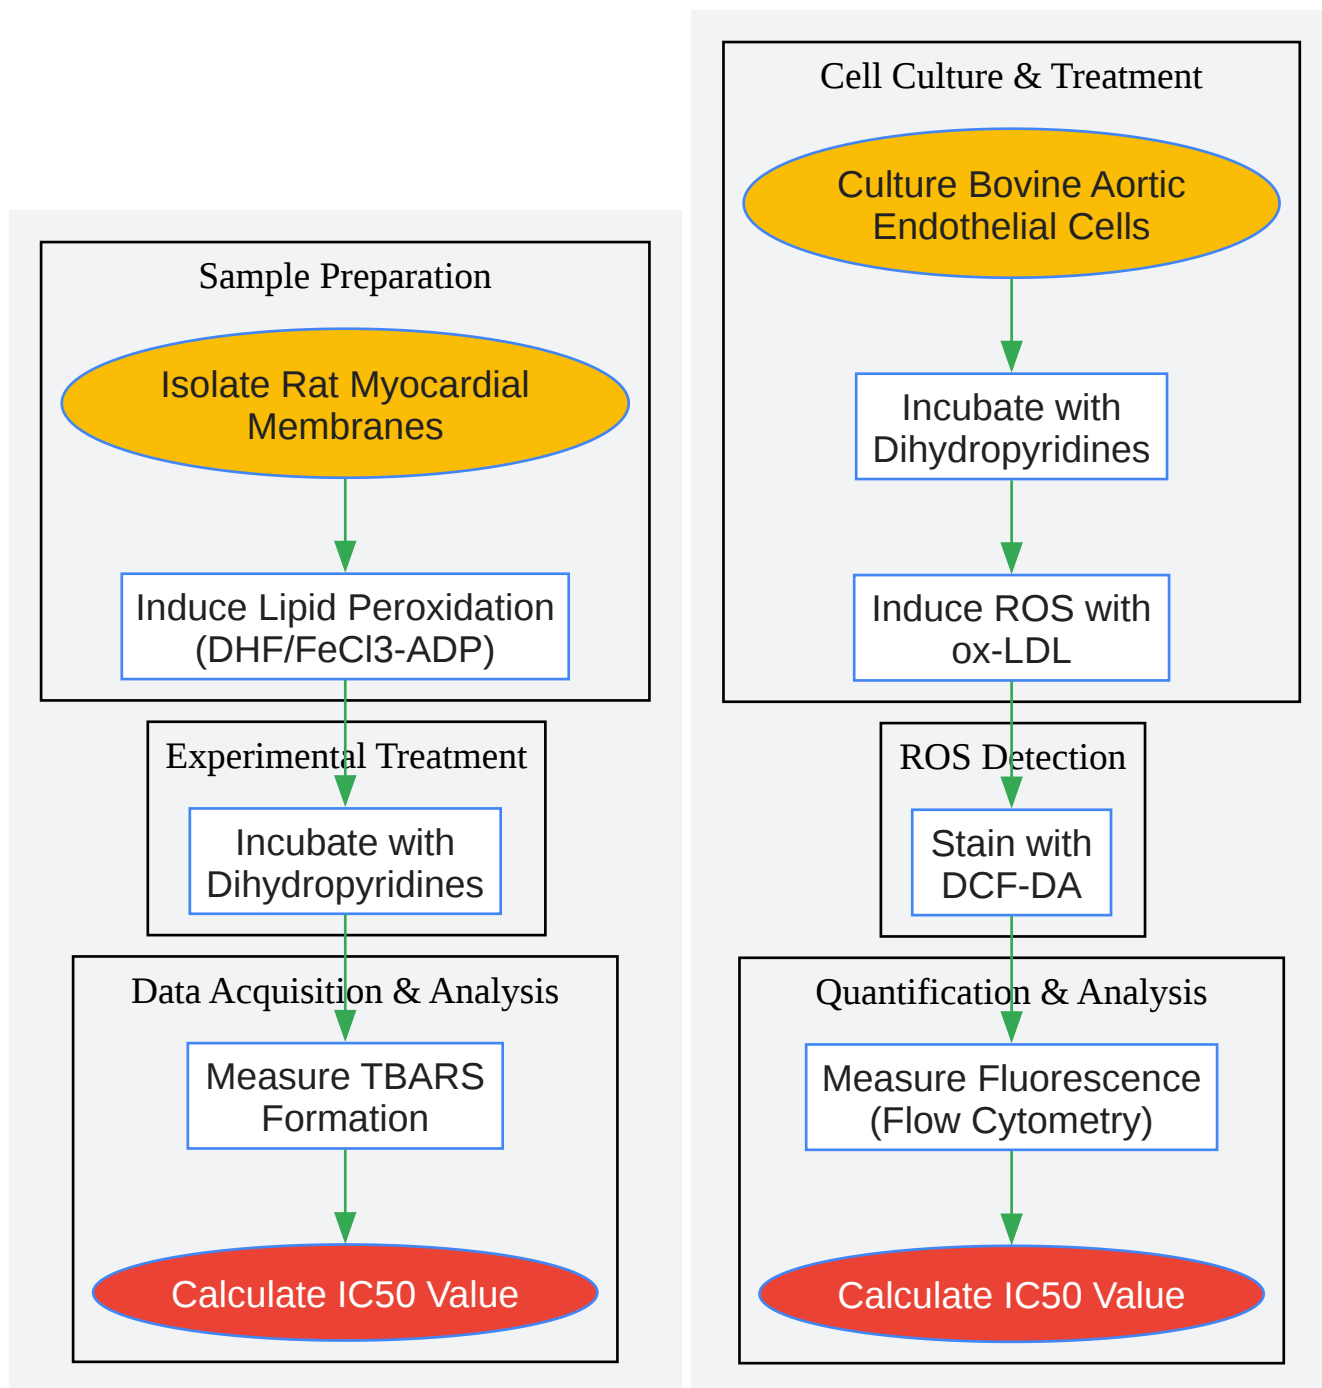 Sample Preparation
Isolate Rat Myocardial
Membranes
Induce Lipid Peroxidation
(DHF/FeCl3-ADP)
Experimental Treatment
Incubate with
Dihydropyridines
Data Acquisition & Analysis
Measure TBARS
Formation
Calculate IC50 Value
Cell Culture & Treatment
Culture Bovine Aortic
Endothelial Cells
Incubate with
Dihydropyridines
Induce ROS with
ox-LDL
ROS Detection
Stain with
DCF-DA
Quantification & Analysis
Measure Fluorescence
(Flow Cytometry)
Calculate IC50 Value